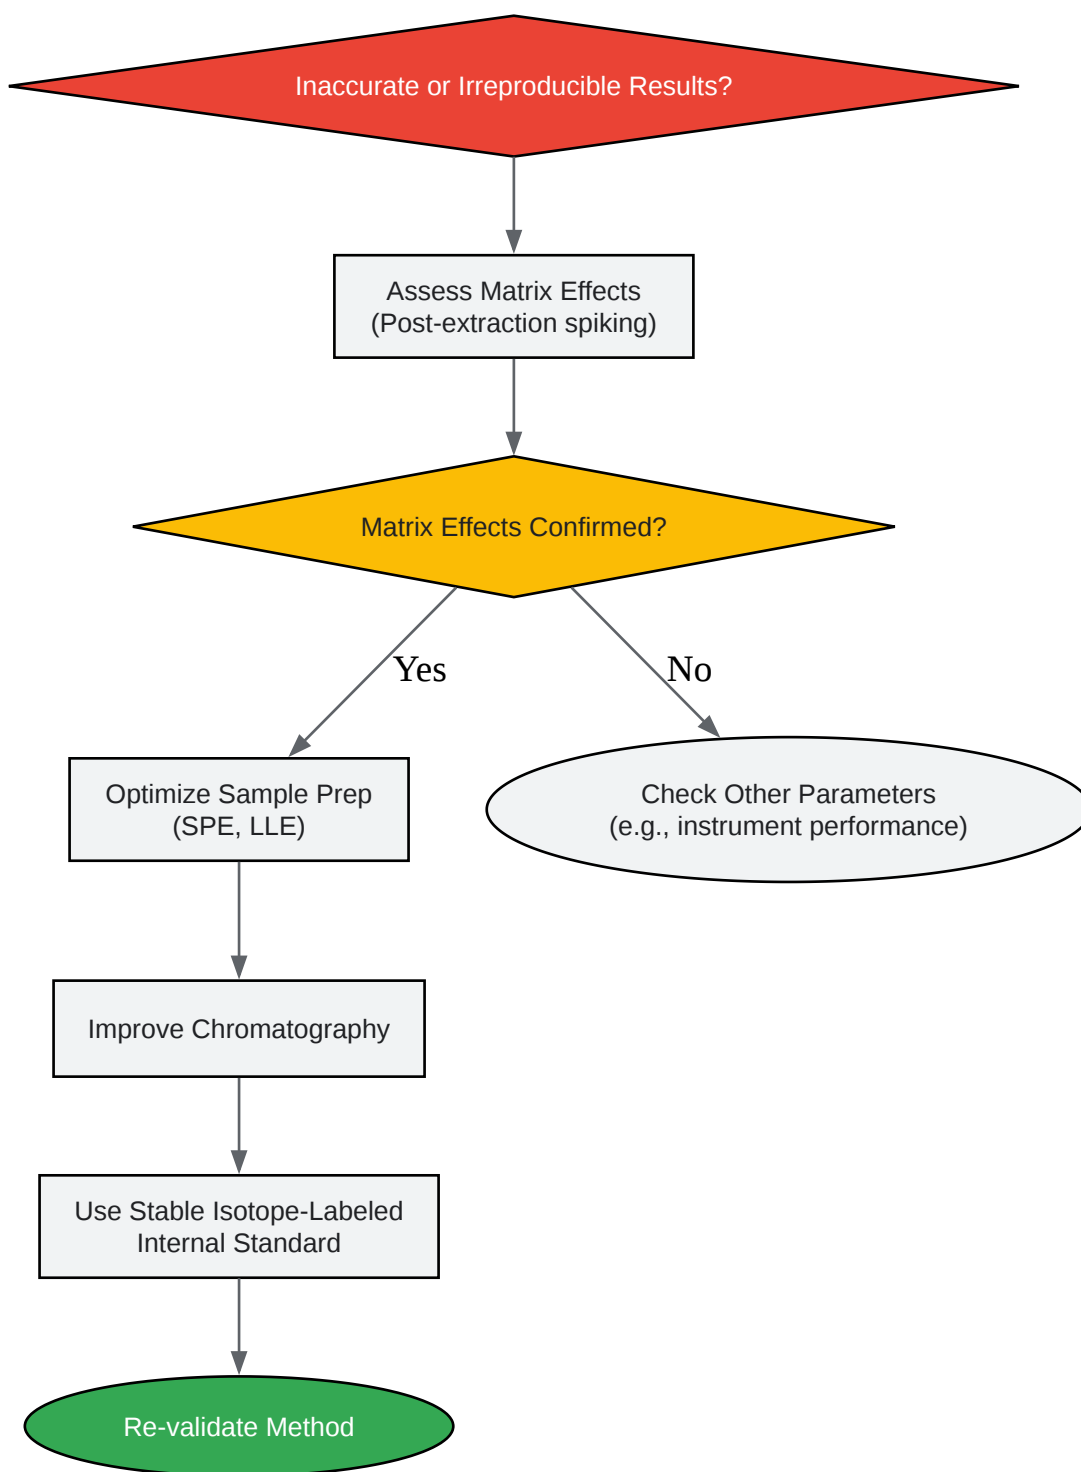 Inaccurate or Irreproducible Results?
Assess Matrix Effects
(Post-extraction spiking)
Matrix Effects Confirmed?
Yes
No
Optimize Sample Prep
(SPE, LLE)
Check Other Parameters
(e.g., instrument performance)
Improve Chromatography
Use Stable Isotope-Labeled
Internal Standard
Re-validate Method